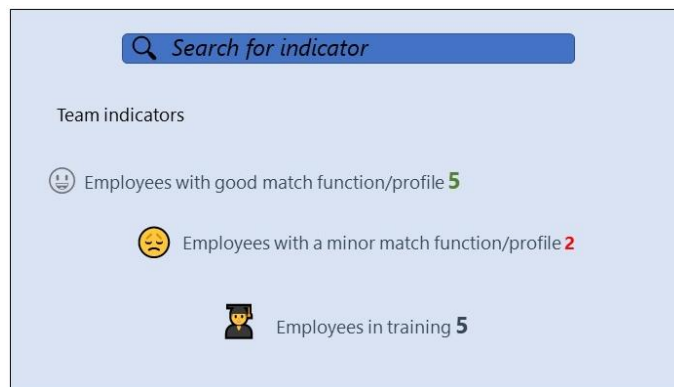 Search for indicator
Team indicators
Employees with good match function/profile 5
Employees with a minor match function/profile 2
Employees in training 5